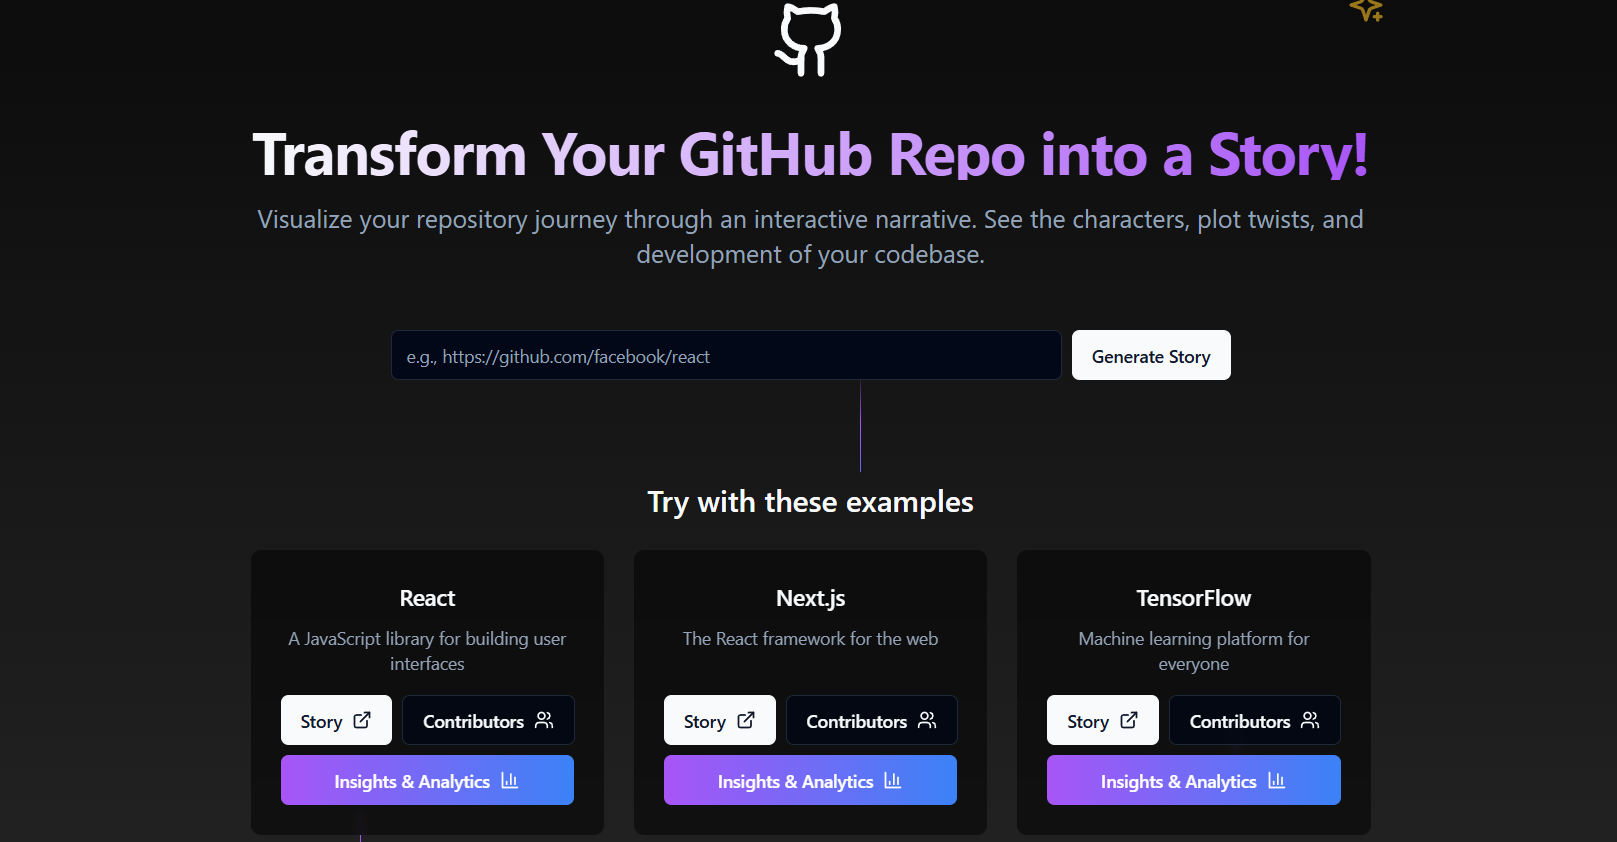 Transform Your GitHub Repo into a Story!
Visualize your repository journey through an interactive narrative. See the characters, plot twists, and
development of your codebase.
e.g., https://github.com/facebook/react
Generate Story
Try with these examples
React
A JavaScript library for building user
interfaces
Story
Contributors
Insights & Analytics
Next.js
The React framework for the web
Story
Contributors
Insights & Analytics
TensorFlow
Machine learning platform for
everyone
Story
Contributors
Insights & Analytics